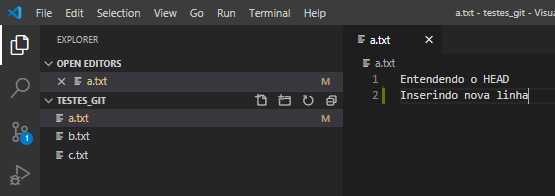 File Edit Selection View Go Run Terminal Help a.txt - testes_git - Visua
EXPLORER
OPEN EDITORS
a.txt M
TESTES_GIT
a.txt M
b.txt
c.txt
1
a.txt
a.txt
1 Entendendo o HEAD
2 Inserindo nova linha